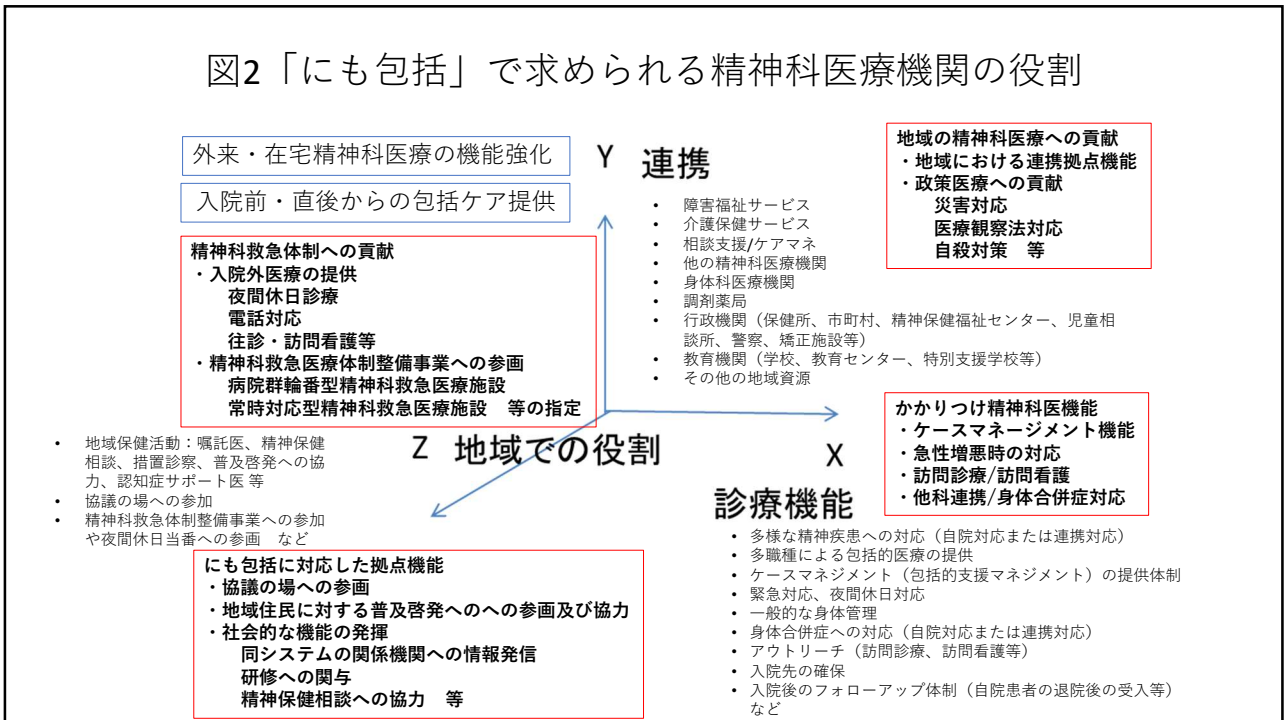 図2「にも包括」で求められる精神科医療機関の役割
外来・在宅精神科医療の機能強化
入院前・直後からの包括ケア提供
精神科救急体制への貢献
・入院外医療の提供
夜間休日診療
電話対応
往診・訪問看護等
・精神科救急医療体制整備事業への参画
病院群輪番型精神科救急医療施設
常時対応型精神科救急医療施設 等の指定
Y 連携
• 障害福祉サービス
• 介護保健サービス
• 相談支援/ケアマネ
• 他の精神科医療機関
• 身体科医療機関
• 調剤薬局
• 行政機関（保健所、市町村、精神保健福祉センター、児童相
談所、警察、矯正施設等）
• 教育機関（学校、教育センター、特別支援学校等）
• その他の地域資源
地域の精神科医療への貢献
・地域における連携拠点機能
・政策医療への貢献
災害対応
医療観察法対応
自殺対策 等
Z 地域での役割
• 地域保健活動：嘱託医、精神保健
相談、措置診察、普及啓発への協
力、認知症サポート医 等
• 協議の場への参加
• 精神科救急体制整備事業への参加
や夜間休日当番への参画 など
にも包括に対応した拠点機能
・協議の場への参画
・地域住民に対する普及啓発へのへの参画及び協力
・社会的な機能の発揮
同システムの関係機関への情報発信
研修への関与
精神保健相談への協力 等
X
診療機能
かかりつけ精神科医機能
・ケースマネージメント機能
・急性増悪時の対応
・訪問診療/訪問看護
・他科連携/身体合併症対応
• 多様な精神疾患への対応（自院対応または連携対応）
• 多職種による包括的医療の提供
• ケースマネジメント（包括的支援マネジメント）の提供体制
• 緊急対応、夜間休日対応
• 一般的な身体管理
• 身体合併症への対応（自院対応または連携対応）
• アウトリーチ（訪問診療、訪問看護等）
• 入院先の確保
• 入院後のフォローアップ体制（自院患者の退院後の受入等）
など